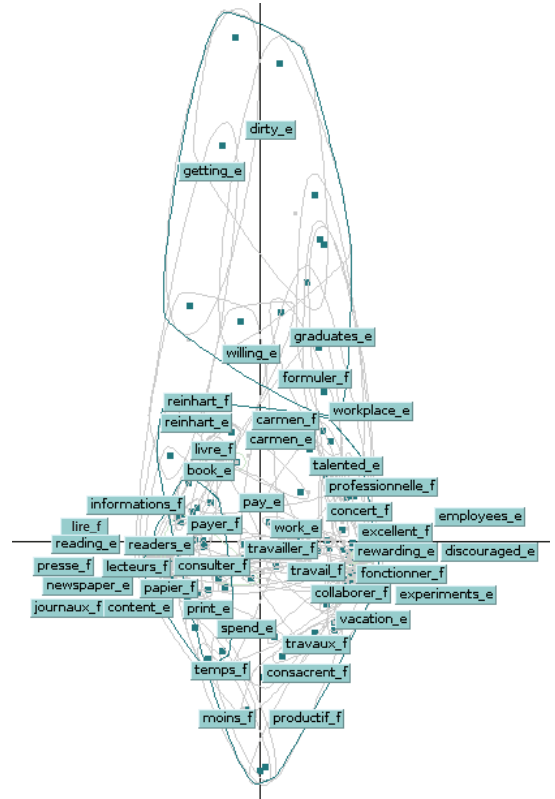 dirty_e
getting_e
graduates_e
willing_e
formuler_f
reinhart_f
workplace_e
reinhart_e
carmen_f
carmen_e
livre_f
talented_e
book_e
professionnelle_f
informations_f
pay_e
concert_f
employees_e
lire_f
payer_f
work_e
excellent_f
reading_e
readers_e
travailler_f
rewarding_e
discouraged_e
presse_f
lecteurs_f
consulter_f
travail_f
fonctionner_f
newspaper_e
papier_f
collaborer_f
experiments_e
journaux_f
content_e
print_e
vacation_e
spend_e
travaux_f
temps_f
consacrent_f
moins_f
productif_f